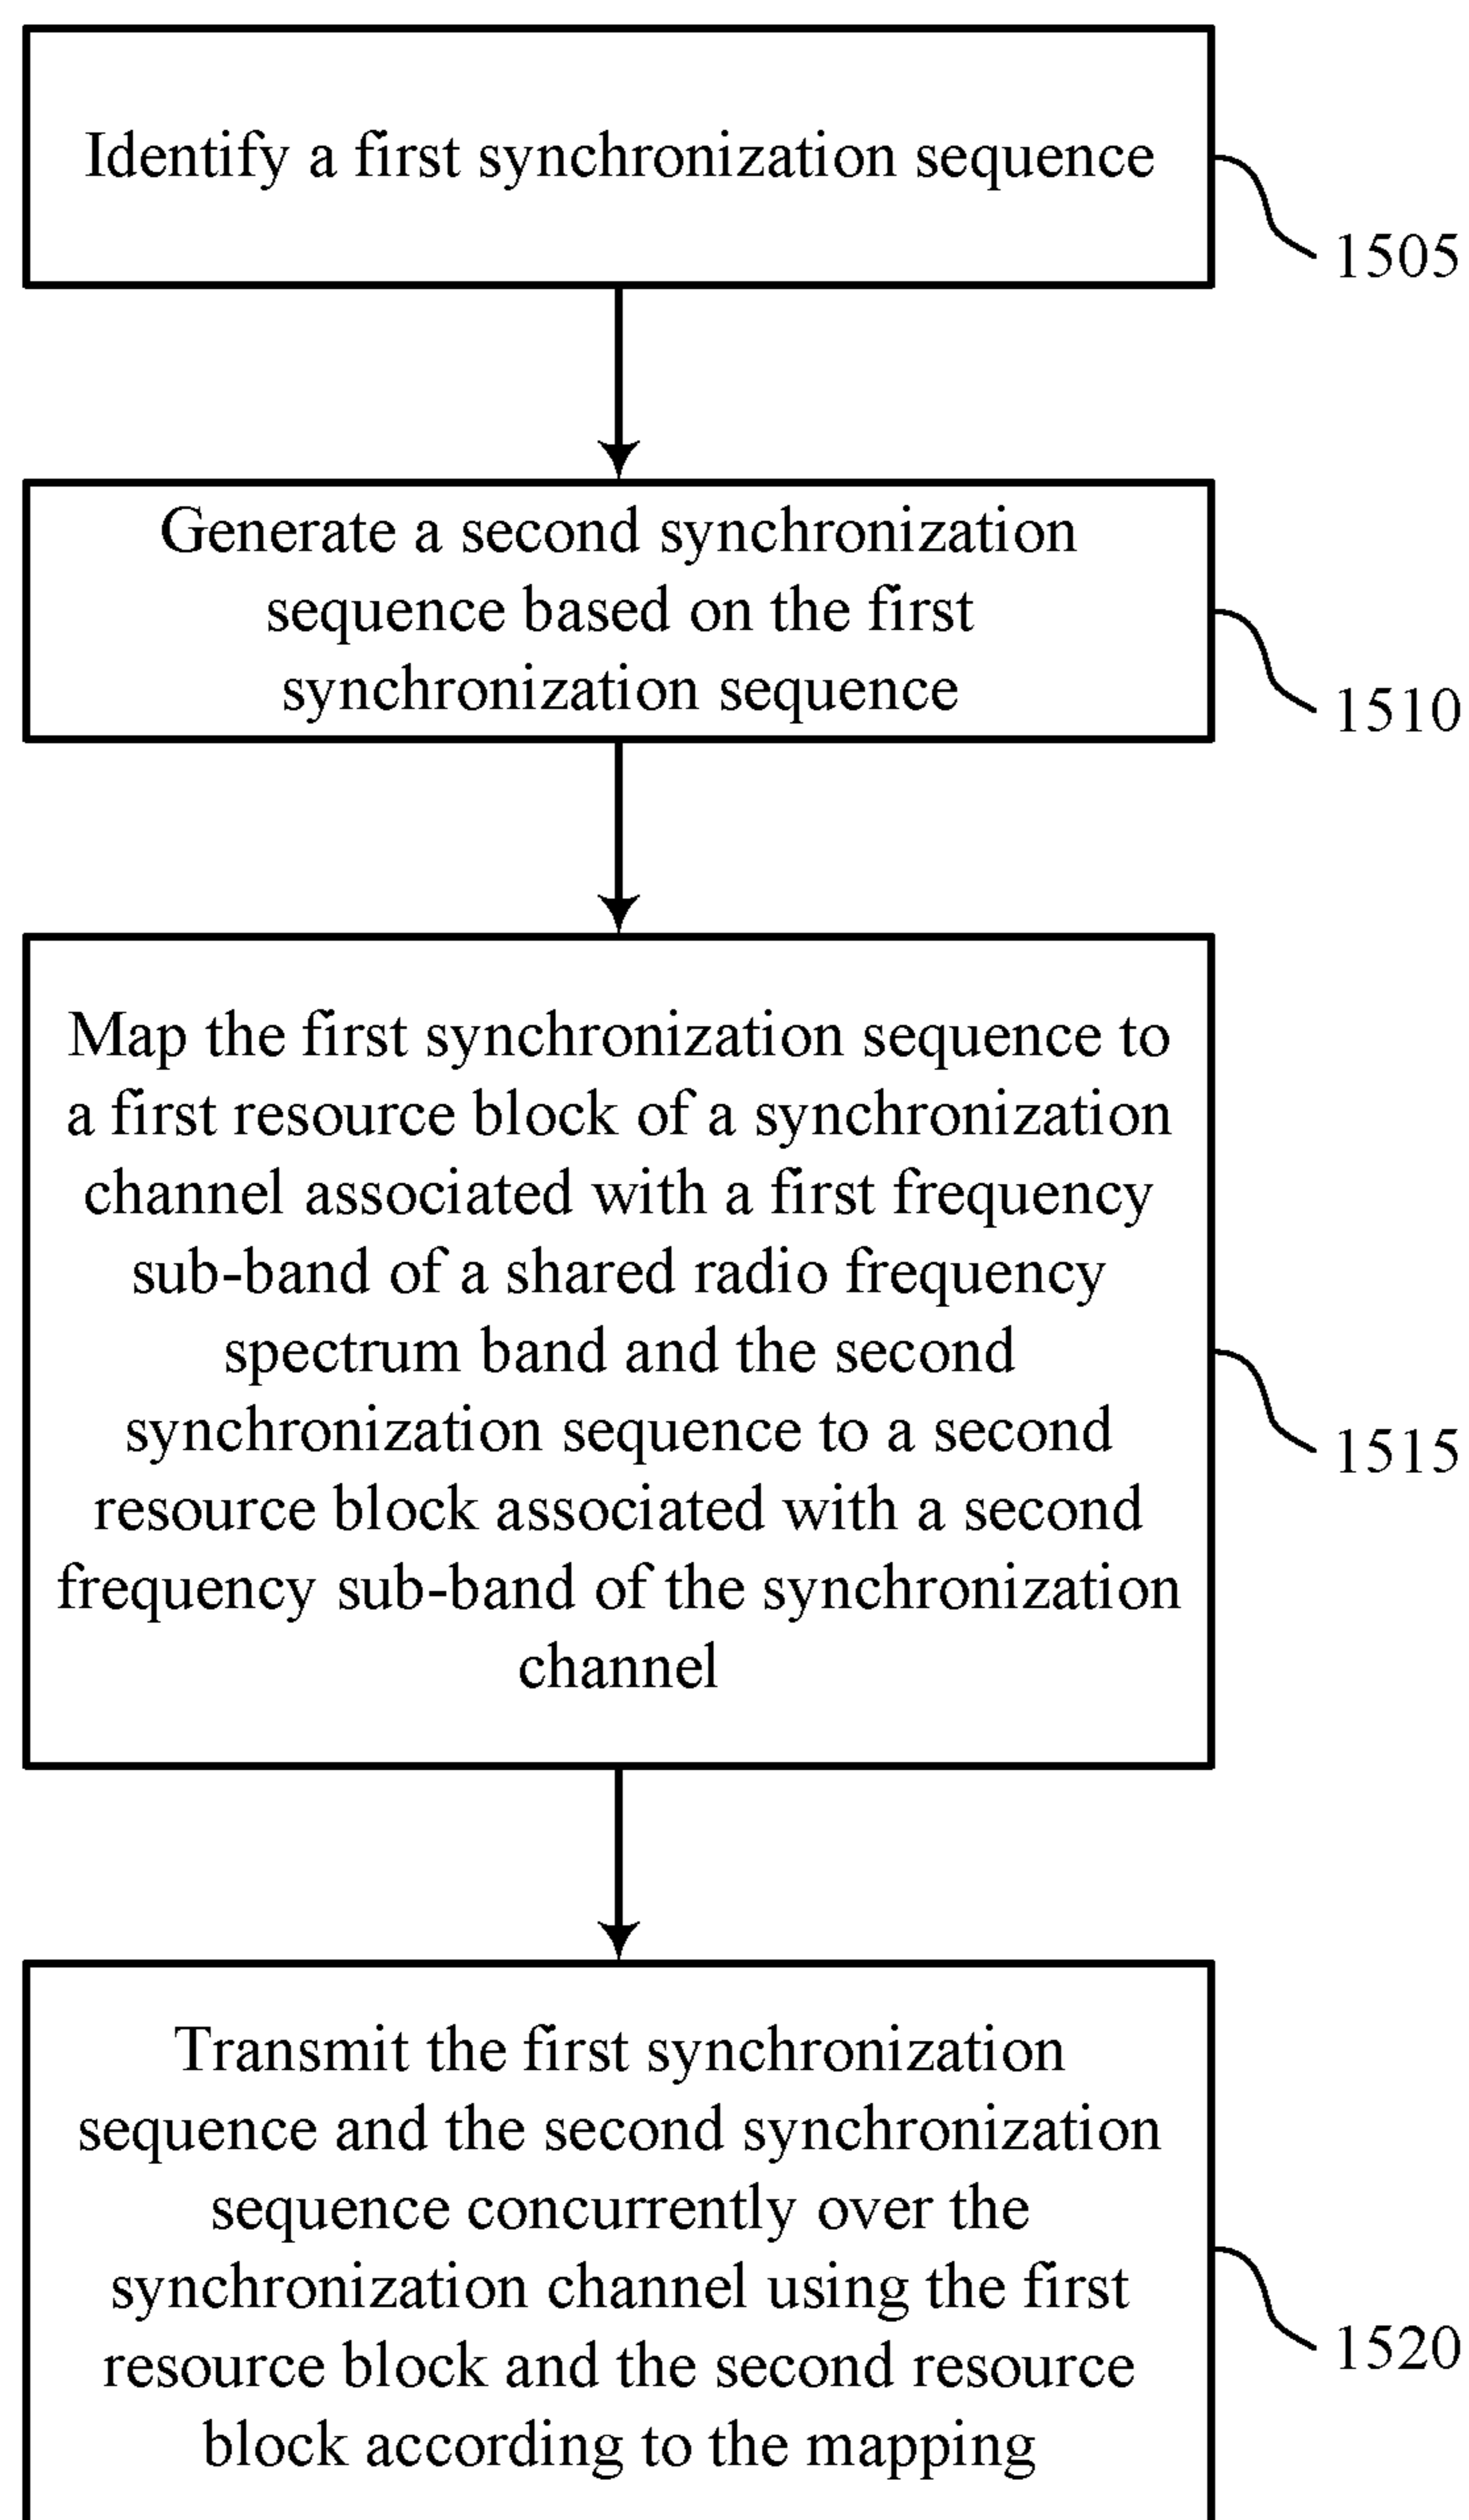 Identify a first synchronization sequence
1505
Generate a second synchronization
sequence based on the first
synchronization sequence
1510
Map the first synchronization sequence to
a first resource block of a synchronization
channel associated with a first frequency
sub-band of a shared radio frequency
spectrum band and the second
synchronization sequence to a second
resource block associated with a second
frequency sub-band of the synchronization
channel
1515
Transmit the first synchronization
sequence and the second synchronization
sequence concurrently over the
synchronization channel using the first
resource block and the second resource
block according to the mapping
1520